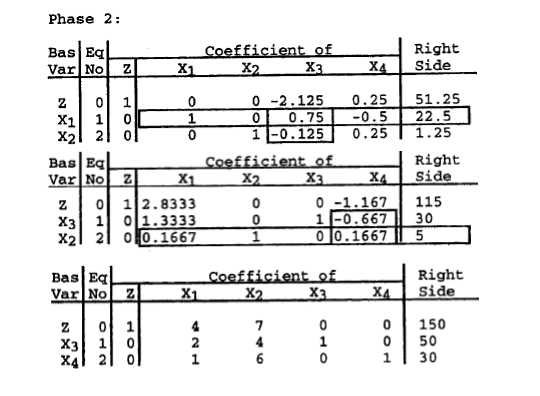 Phase 2:
Bas Eq Coefficient of Right
Var No Z X1 X2 X3 X4 Side
Z 0 1 0 0 -2.125 0.25 51.25
X1 1 0 1 0 0.75 -0.5 22.5
X2 2 0 0 1 -0.125 0.25 1.25
Bas Eq Coefficient of Right
Var No Z X1 X2 X3 X4 Side
Z 0 1 2.8333 0 0 -1.167 115
X3 1 0 1.3333 0 1 -0.667 30
X2 2 0 0.1667 1 0 0.1667 5
Bas Eq Coefficient of Right
Var No Z X1 X2 X3 X4 Side
Z 0 1 4 7 0 0 150
X3 1 0 2 4 1 0 50
X4 2 0 1 6 0 1 30